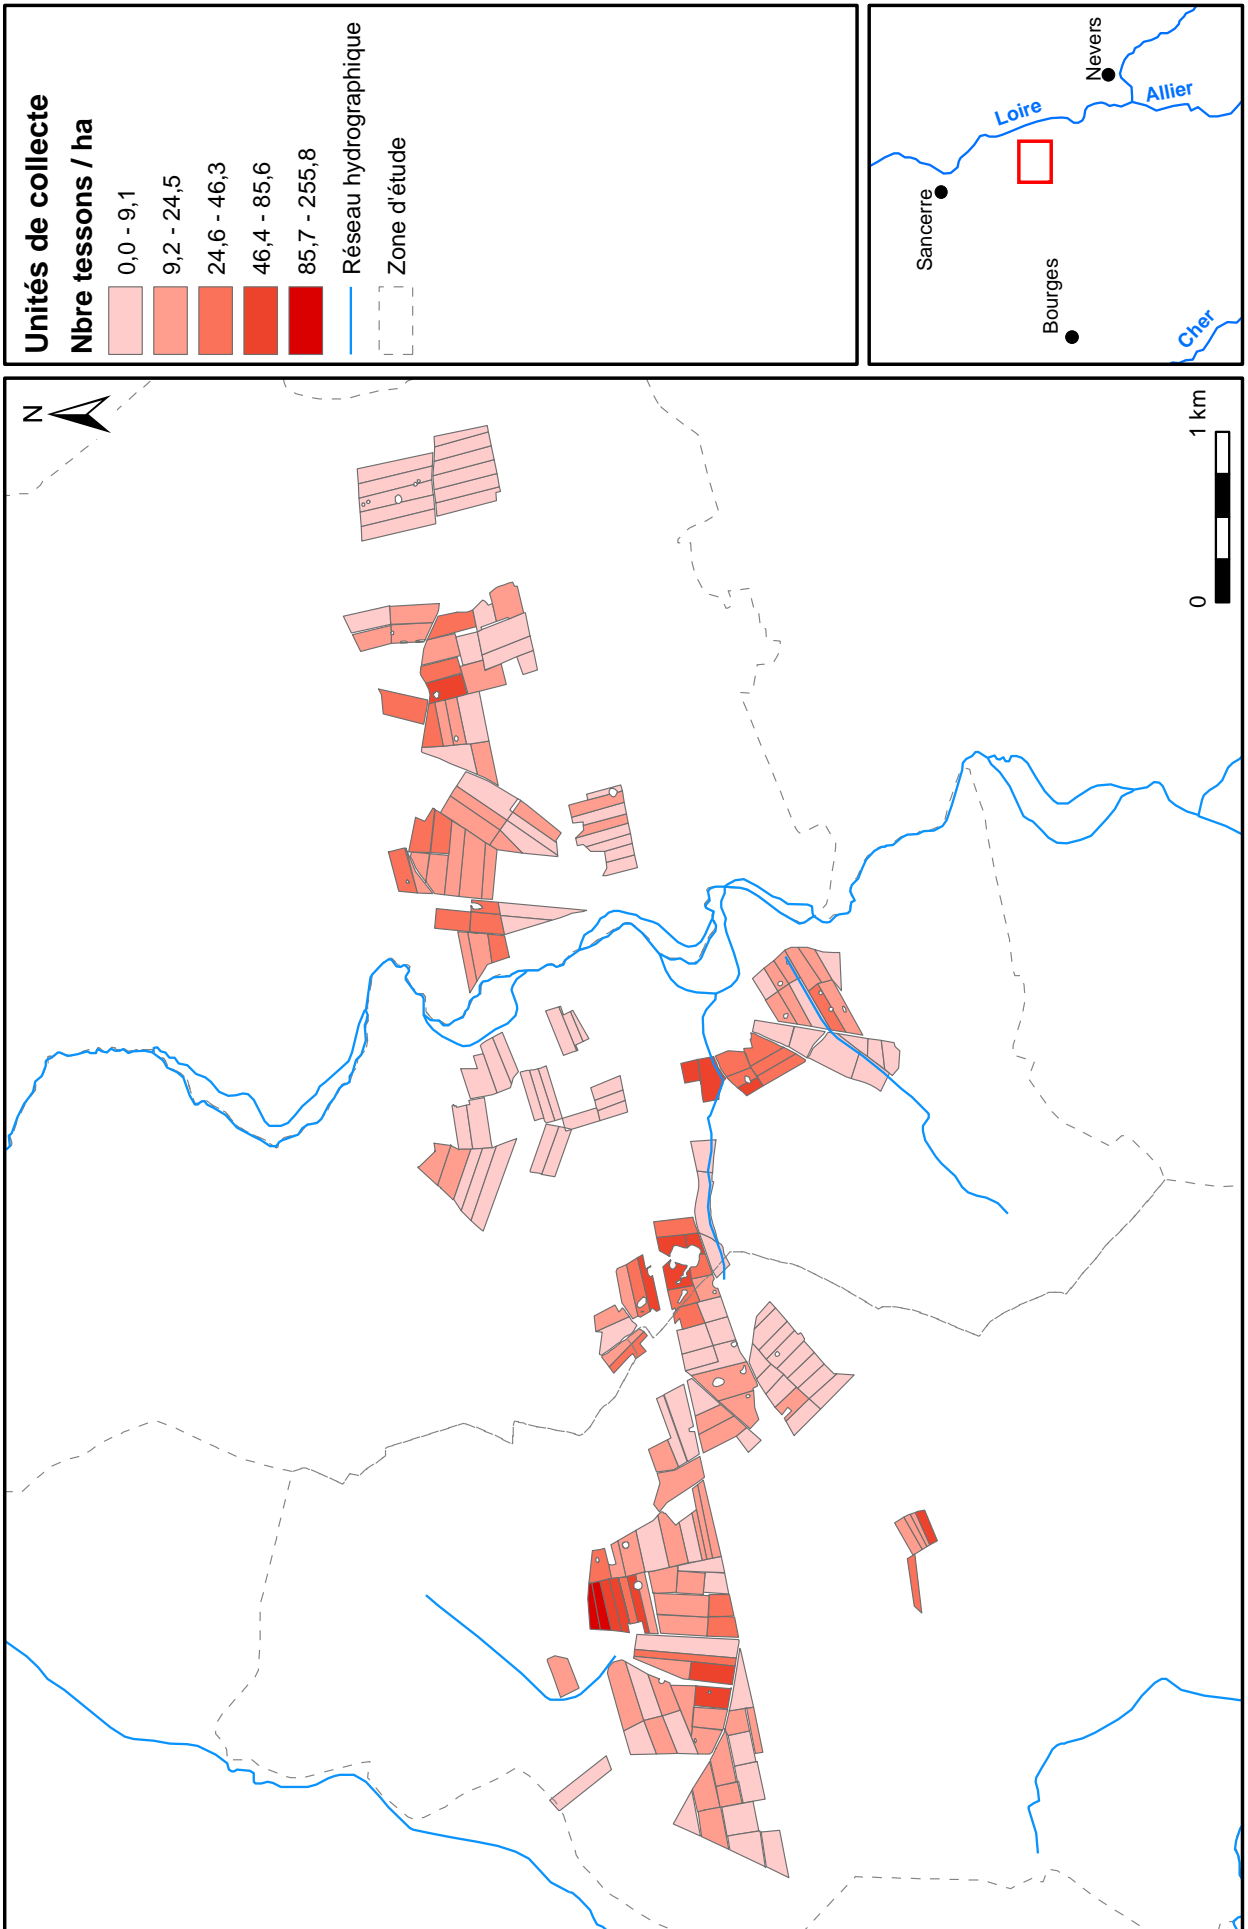 Unités de collecte
Nbre tessons / ha
0,0 - 9,1
9,2 - 24,5
24,6 - 46,3
46,4 - 85,6
85,7 - 255,8
Réseau hydrographique
Zone d'étude
Sancerre
Bourges
Nevers
Loire
Allier
Cher
N
0
1 km